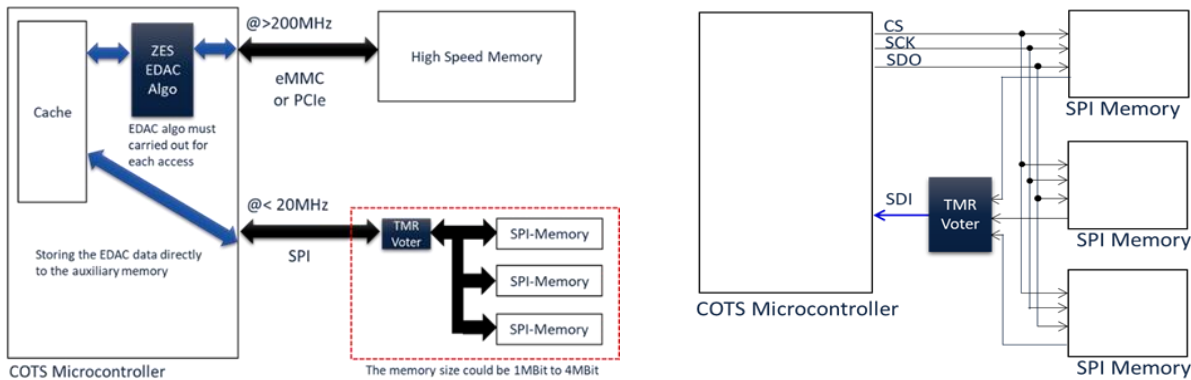 @>200MHz
ZES
EDAC
Algo
Cache
High Speed Memory
eMMC
or PCIe
EDAC algo must
carried out for
each access
@< 20MHz
TMR
Voter
SPI-Memory
SPI
Storing the EDAC data directly
to the auxiliary memory
SPI-Memory
SPI-Memory
COTS Microcontroller
The memory size could be 1MBit to 4MBit
CS
SCK
SDO
SPI Memory
SDI
TMR
Voter
SPI Memory
COTS Microcontroller
SPI Memory